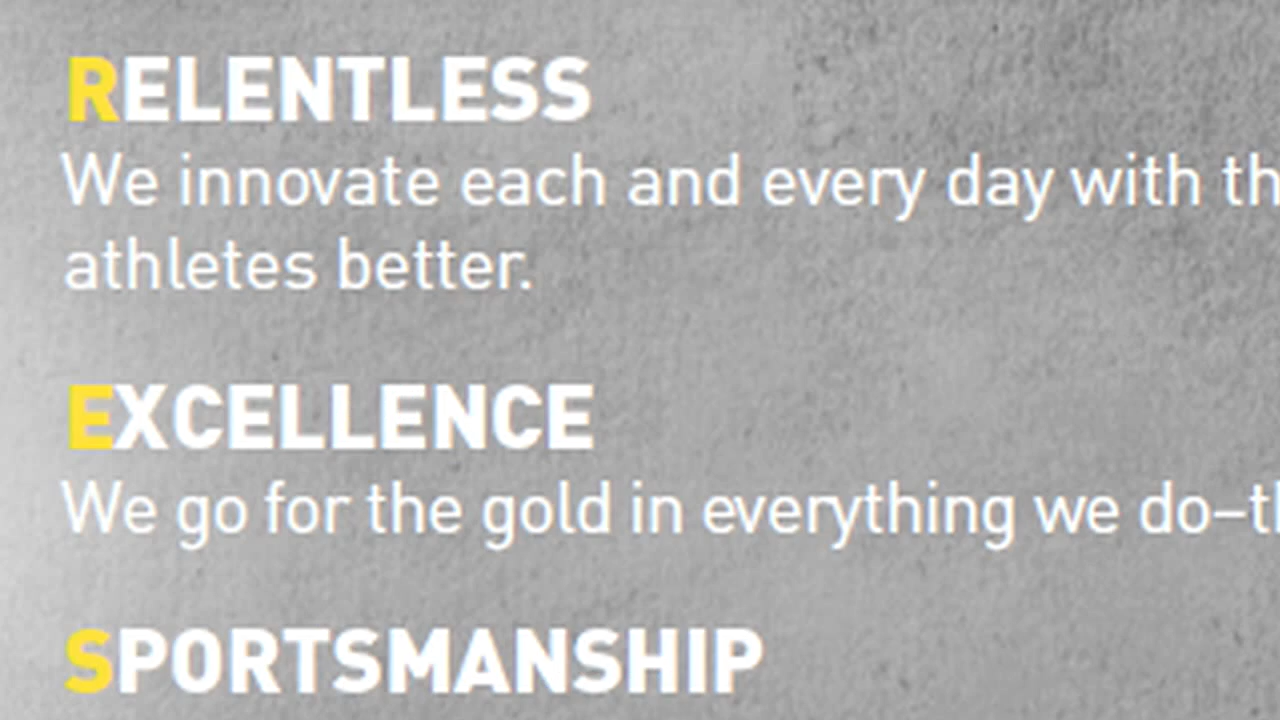 RELENTLESS
We innovate each and every day with th
athletes better.
EXCELLENCE
We go for the gold in everything we do–th
SPORTSMANSHIP